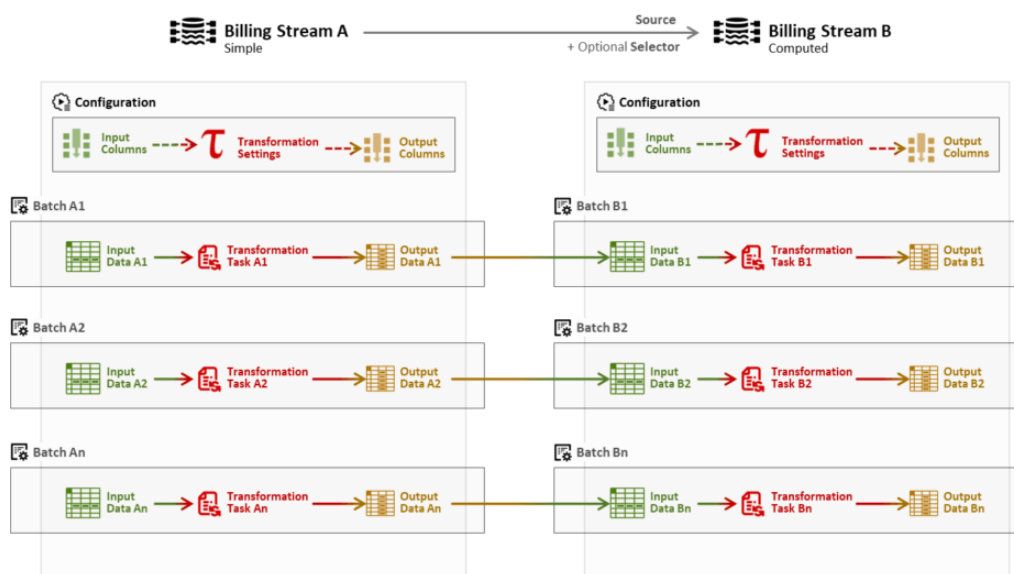 Billing Stream A
Simple
Source
+ Optional Selector
Billing Stream B
Computed
Configuration
Input
Columns
τ
Transformation
Settings
Output
Columns
Configuration
Input
Columns
τ
Transformation
Settings
Output
Columns
Batch A1
Input
Data A1
Transformation
Task A1
Output
Data A1
Batch B1
Input
Data B1
Transformation
Task B1
Output
Data B1
Batch A2
Input
Data A2
Transformation
Task A2
Output
Data A2
Batch B2
Input
Data B2
Transformation
Task B2
Output
Data B2
Batch An
Input
Data An
Transformation
Task An
Output
Data An
Batch Bn
Input
Data Bn
Transformation
Task Bn
Output
Data Bn